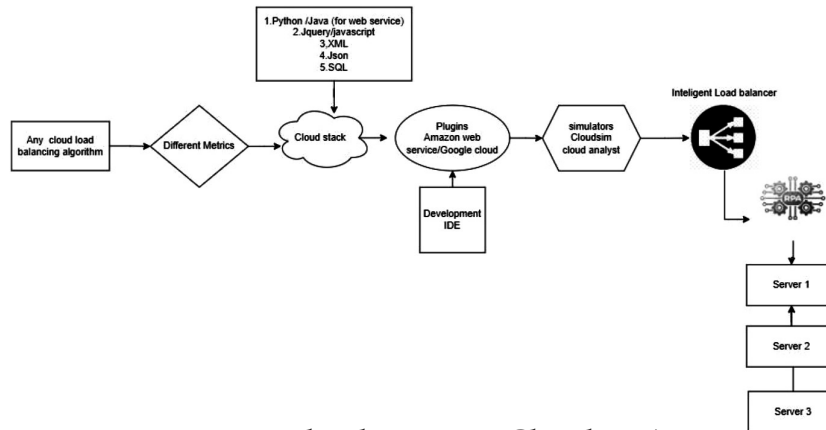 1.Python /Java (for web service)
2.Jquery/javascript
3,XML
4.Json
5.SQL
Inteligent Load balancer
Any cloud load
balancing algorithm
Different Metrics
Cloud stack
Plugins
Amazon web
service/Google cloud
simulators
Cloudsim
cloud analyst
RPA
Development
IDE
Server 1
Server 2
Server 3